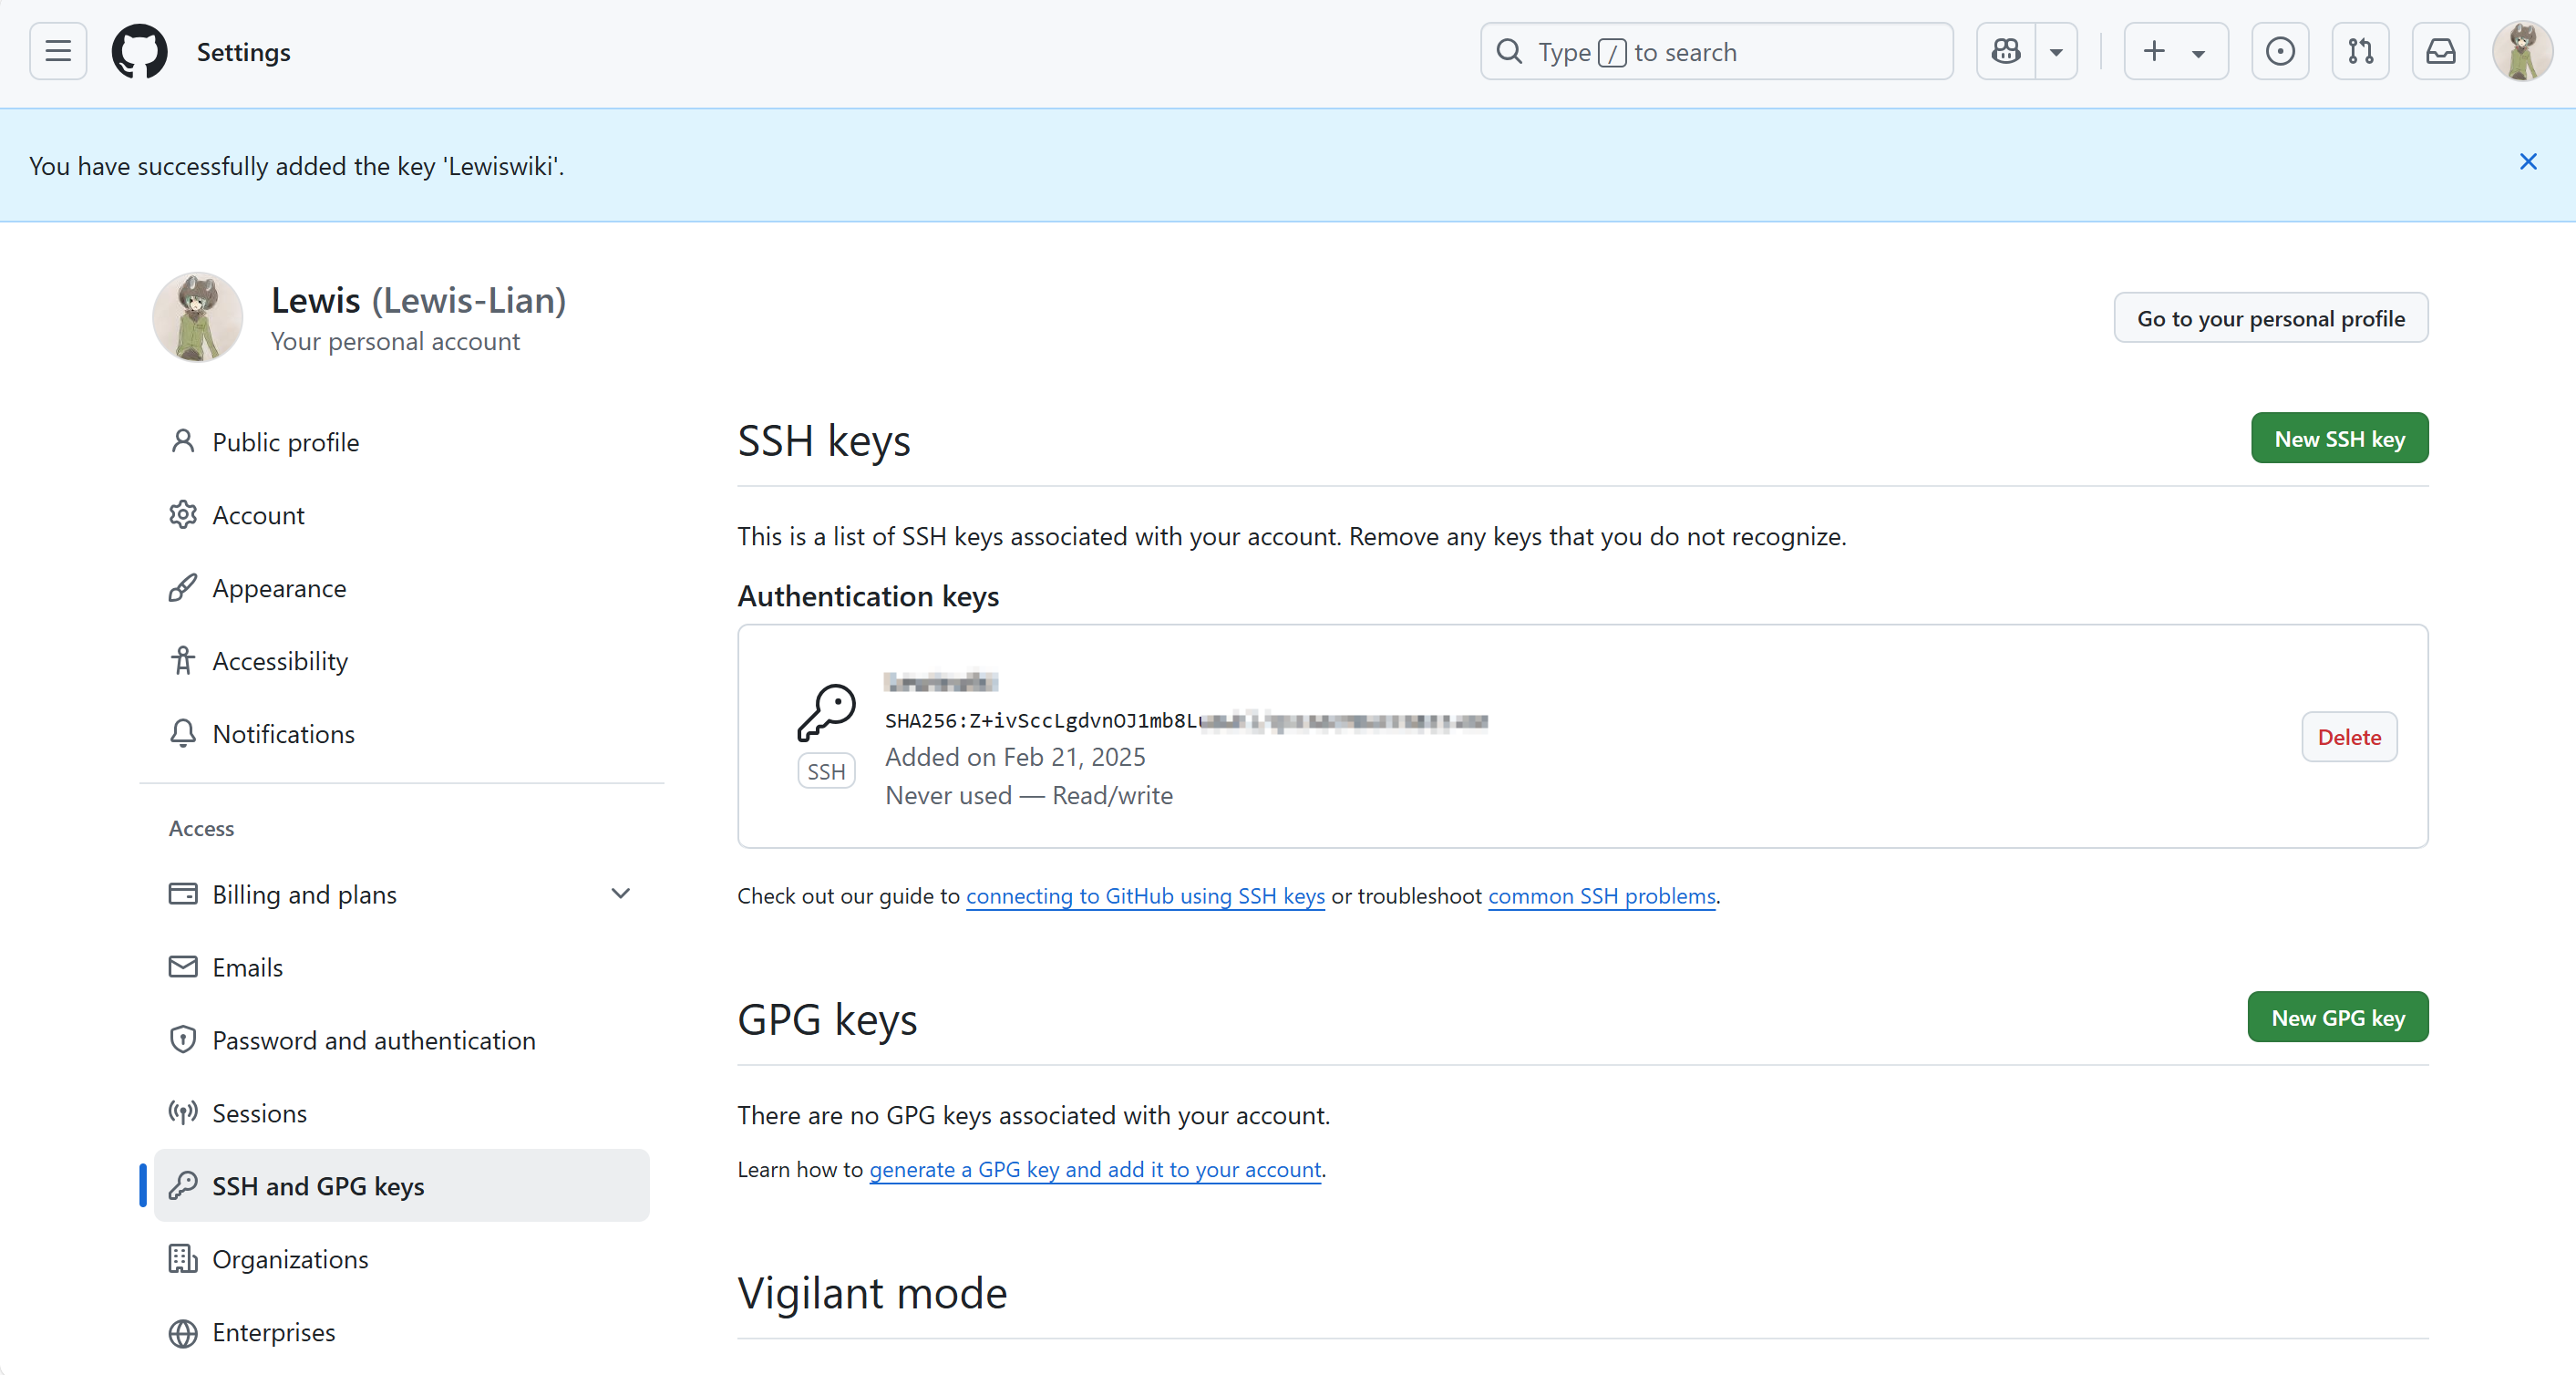 Settings
Type / to search
You have successfully added the key 'Lewiswiki'.
Lewis (Lewis-Lian)
Your personal account
Go to your personal profile
Public profile
Account
Appearance
Accessibility
Notifications
Access
Billing and plans
Emails
Password and authentication
Sessions
SSH and GPG keys
Organizations
Enterprises
SSH keys
New SSH key
This is a list of SSH keys associated with your account. Remove any keys that you do not recognize.
Authentication keys
SSH
SHA256:Z+ivSccLgdvnOJ1mb8L
Added on Feb 21, 2025
Never used — Read/write
Delete
Check out our guide to connecting to GitHub using SSH keys or troubleshoot common SSH problems.
GPG keys
New GPG key
There are no GPG keys associated with your account.
Learn how to generate a GPG key and add it to your account.
Vigilant mode